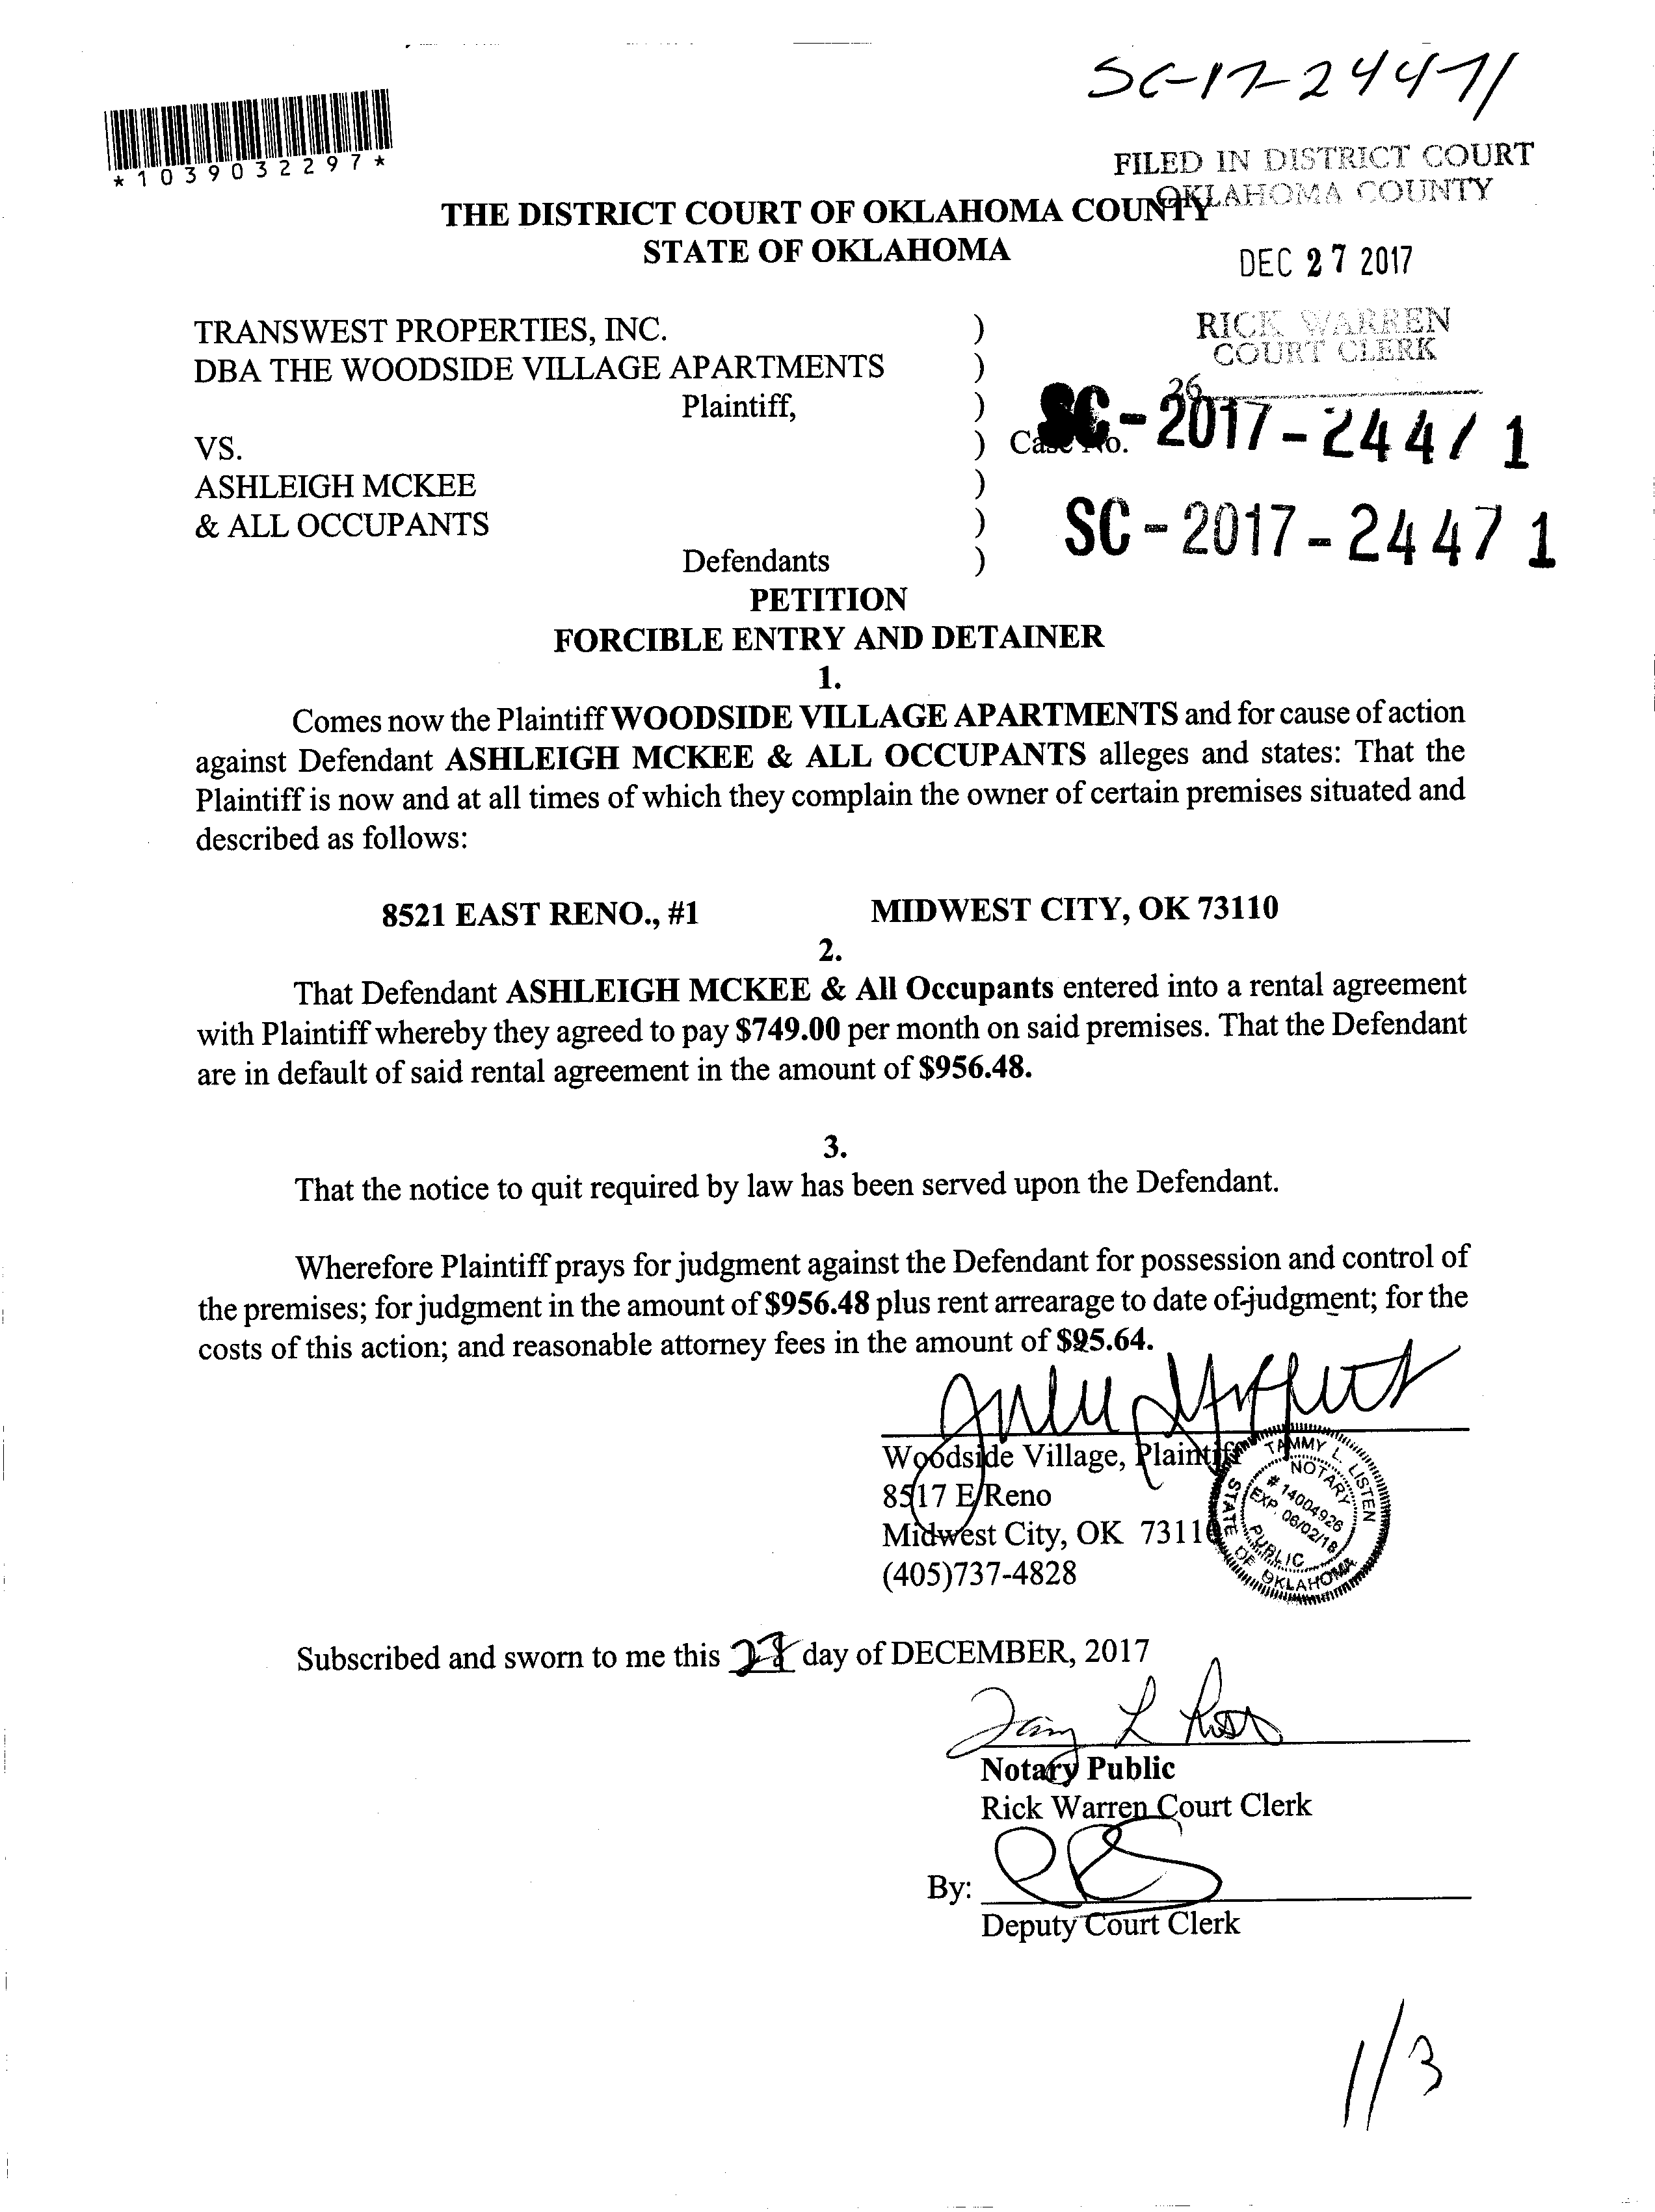 SC-17-24471
*1039032297*
FILED IN DISTRICT COURT
OKLAHOMA COUNTY
THE DISTRICT COURT OF OKLAHOMA COUNTY
STATE OF OKLAHOMA
DEC 27 2017
TRANSWEST PROPERTIES, INC. )
RICK WARREN
COURT CLERK
DBA THE WOODSIDE VILLAGE APARTMENTS )
26
Plaintiff, )
VS. ) Case No. SC-2017-24471
ASHLEIGH MCKEE )
& ALL OCCUPANTS ) SC-2017-24471
Defendants )
PETITION
FORCIBLE ENTRY AND DETAINER
1.
Comes now the Plaintiff WOODSIDE VILLAGE APARTMENTS and for cause of action
against Defendant ASHLEIGH MCKEE & ALL OCCUPANTS alleges and states: That the
Plaintiff is now and at all times of which they complain the owner of certain premises situated and
described as follows:
8521 EAST RENO., #1 MIDWEST CITY, OK 73110
2.
That Defendant ASHLEIGH MCKEE & All Occupants entered into a rental agreement
with Plaintiff whereby they agreed to pay $749.00 per month on said premises. That the Defendant
are in default of said rental agreement in the amount of $956.48.
3.
That the notice to quit required by law has been served upon the Defendant.
Wherefore Plaintiff prays for judgment against the Defendant for possession and control of
the premises; for judgment in the amount of $956.48 plus rent arrearage to date of judgment; for the
costs of this action; and reasonable attorney fees in the amount of $95.64.
Woodside Village, Plaintiff
8517 E Reno
Midwest City, OK 73110
(405)737-4828
TAMMY L. LISTEN
NOTARY
# 14004926
EXP. 06/02/18
PUBLIC
STATE OF OKLAHOMA
Subscribed and sworn to me this 27 day of DECEMBER, 2017
Notary Public
Rick Warren Court Clerk
By:
Deputy Court Clerk
1/3